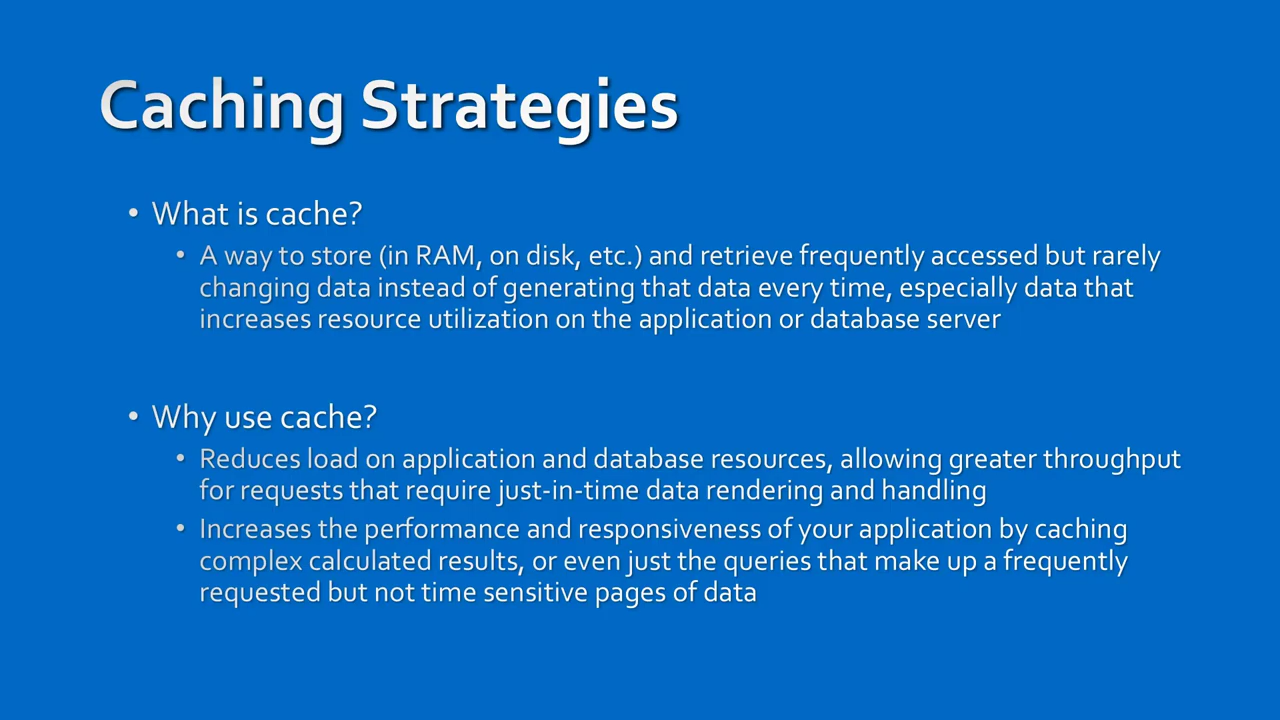 Caching Strategies
• What is cache?
• A way to store (in RAM, on disk, etc.) and retrieve frequently accessed but rarely
changing data instead of generating that data every time, especially data that
increases resource utilization on the application or database server
• Why use cache?
• Reduces load on application and database resources, allowing greater throughput
for requests that require just-in-time data rendering and handling
• Increases the performance and responsiveness of your application by caching
complex calculated results, or even just the queries that make up a frequently
requested but not time sensitive pages of data